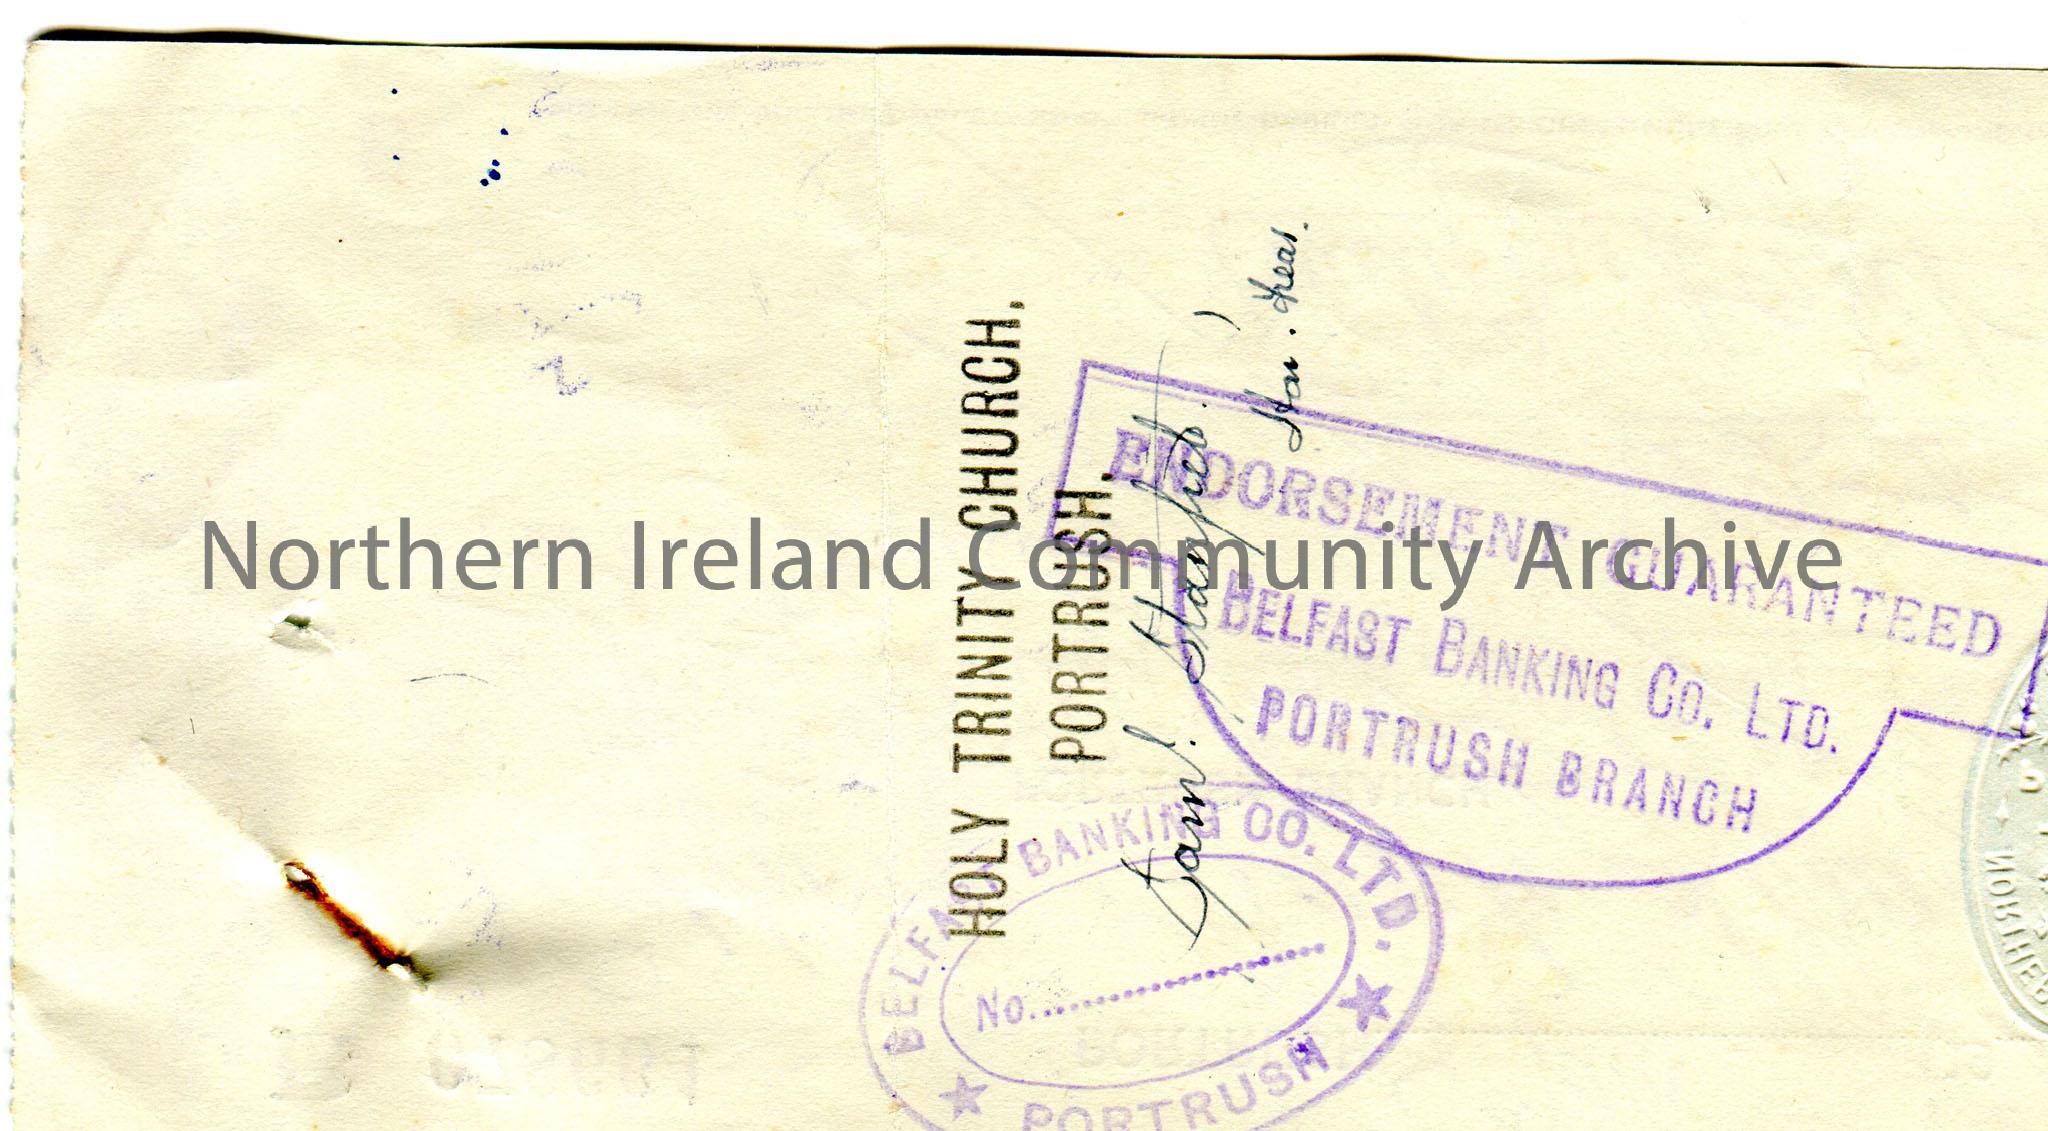 HOLY TRINITY CHURCH,
PORTRUSH,
Saml. Stanfield.
Hon. Treas.
ENDORSEMENT GUARANTEED
BELFAST BANKING CO. LTD.
PORTRUSH BRANCH
BELFAST BANKING CO. LTD.
No.
PORTRUSH
Northern Ireland Community Archive